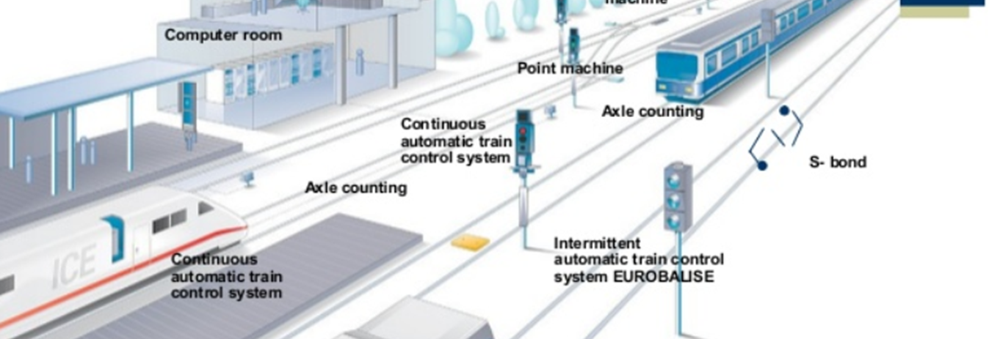 machine
Computer room
Point machine
Axle counting
Continuous
automatic train
control system
S- bond
Axle counting
Intermittent
automatic train control
system EUROBALISE
ICE
Continuous
automatic train
control system